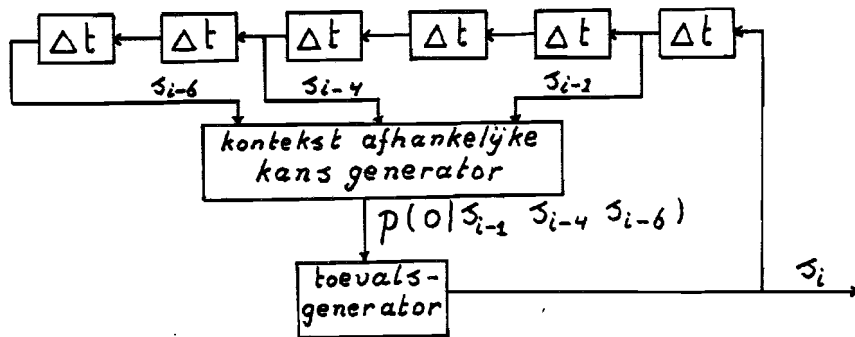 Δt Δt Δt Δt Δt Δt
s_{i-6} s_{i-4} s_{i-1}
kontekst afhankelijke
kans generator
p(0|s_{i-1} s_{i-4} s_{i-6})
s_i
toevals-
generator